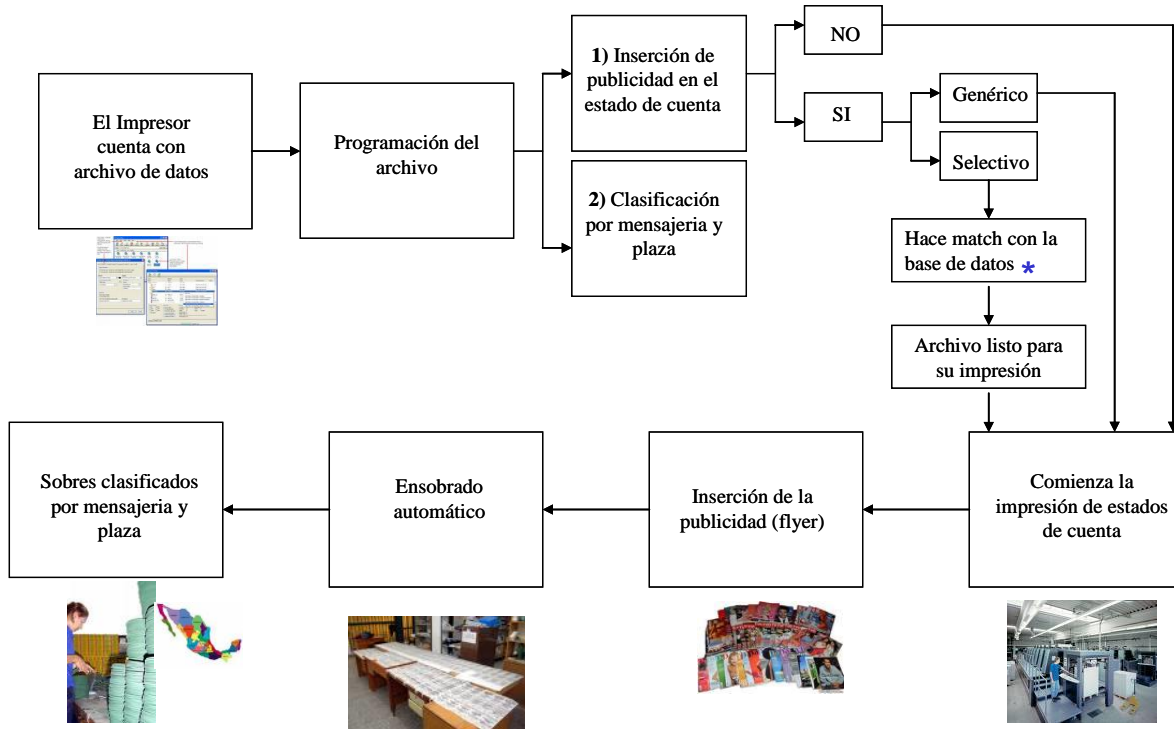 El Impresor
cuenta con
archivo de datos
Programación del
archivo
1) Inserción de
publicidad en el
estado de cuenta
2) Clasificación
por mensajeria y
plaza
NO
SI
Genérico
Selectivo
Hace match con la
base de datos *
Archivo listo para
su impresión
Comienza la
impresión de estados
de cuenta
Inserción de la
publicidad (flyer)
Ensobrado
automático
Sobres clasificados
por mensajeria y
plaza